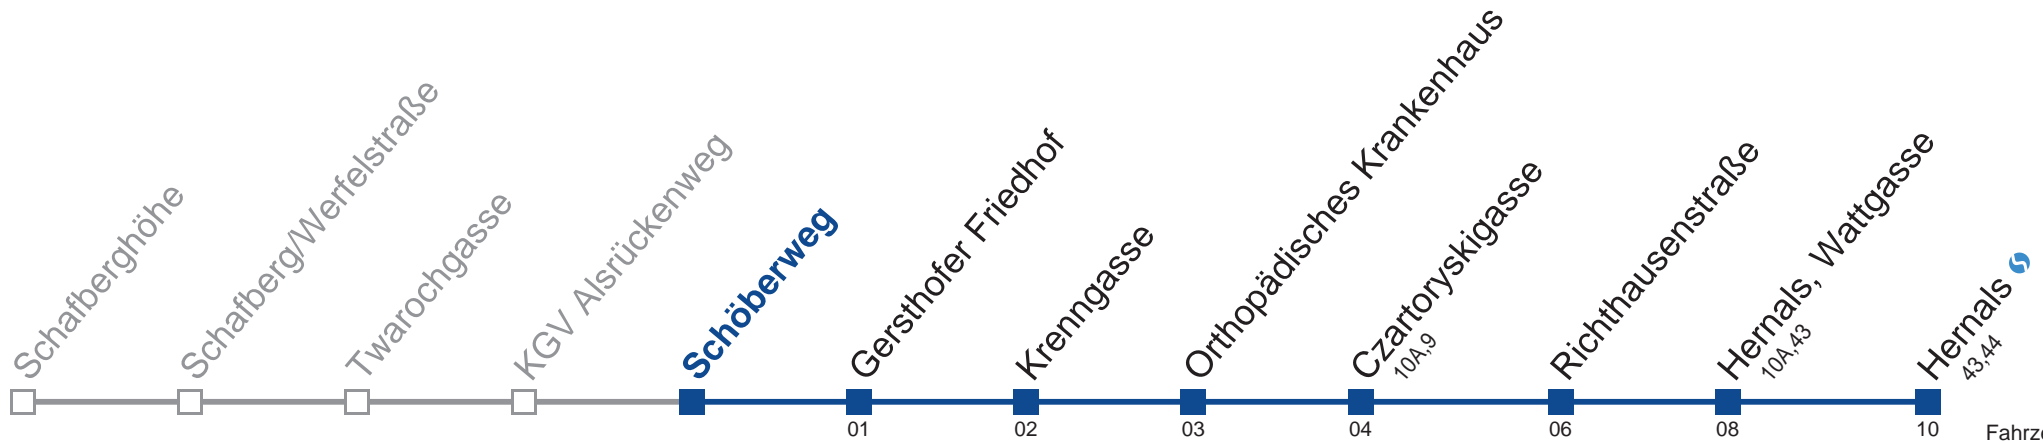 Schafberghöhe
Schafberg/Werfelstraße
Twarochgasse
KGV Alsrückenweg
Schöberweg
Gersthofer Friedhof
01
Krenngasse
02
Orthopädisches Krankenhaus
03
Czartoryskigasse
10A,9
04
Richthausenstraße
06
Hernals, Wattgasse
10A,43
08
Hernals
43,44
10